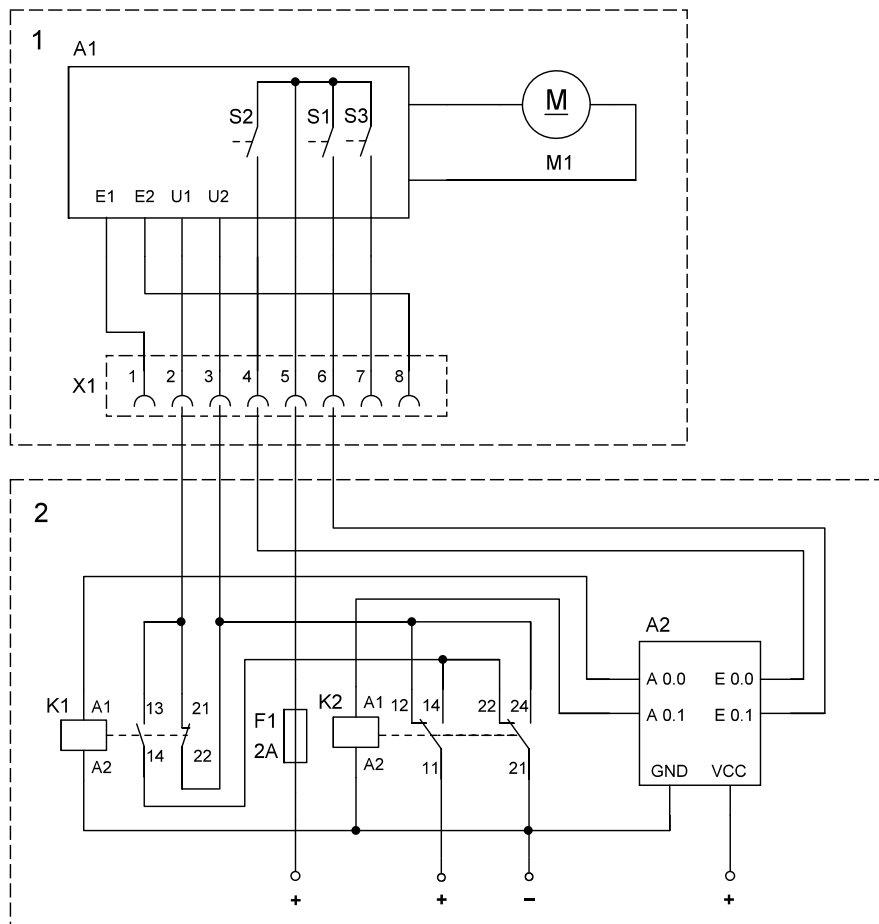 1
A1
S2 S1 S3
M
M1
E1 E2 U1 U2
X1 1 2 3 4 5 6 7 8
2
A2
A 0.0 E 0.0
A 0.1 E 0.1
GND VCC
K1 A1 13 21
A2 14 22
F1
2A
K2 A1 12 14 22 24
A2 11 21
+ + - +